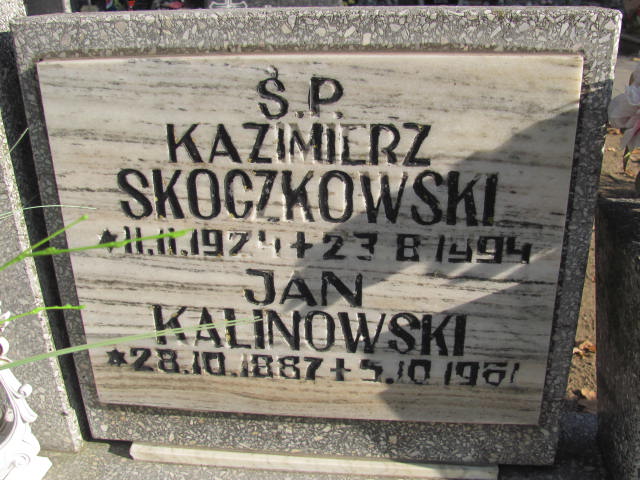 Ś.P.
KAZIMIERZ
SKOCZKOWSKI
*11.11.1924 +23 8 1994
JAN
KALINOWSKI
*28.10.1887 + 5.10 1961